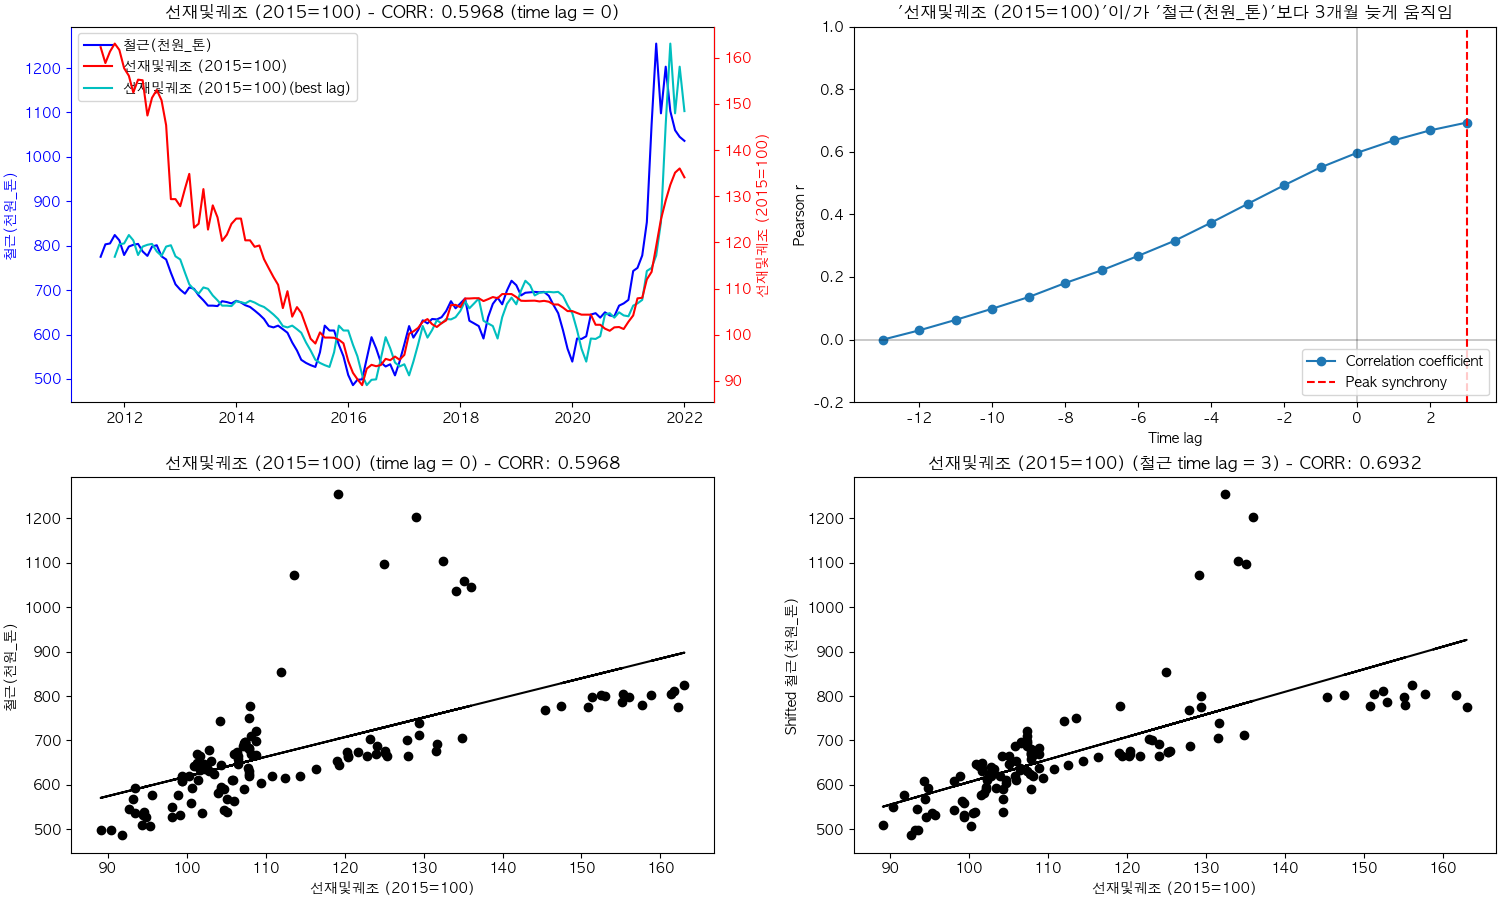 선재및궤조 (2015=100) - CORR: 0.5968 (time lag = 0)
철근(천원_톤)
선재및궤조 (2015=100)
선재및궤조 (2015=100)(best lag)
1200
1100
1000
900
800
700
600
500
철근(천원_톤)
160
150
140
130
120
110
100
90
선재및궤조 (2015=100)
2012 2014 2016 2018 2020 2022
'선재및궤조 (2015=100)'이/가 '철근(천원_톤)'보다 3개월 늦게 움직임
1.0
0.8
0.6
0.4
0.2
0.0
-0.2
Pearson r
Correlation coefficient
Peak synchrony
-12 -10 -8 -6 -4 -2 0 2
Time lag
선재및궤조 (2015=100) (time lag = 0) - CORR: 0.5968
1200
1100
1000
900
800
700
600
500
철근(천원_톤)
90 100 110 120 130 140 150 160
선재및궤조 (2015=100)
선재및궤조 (2015=100) (철근 time lag = 3) - CORR: 0.6932
1200
1100
1000
900
800
700
600
500
Shifted 철근(천원_톤)
90 100 110 120 130 140 150 160
선재및궤조 (2015=100)